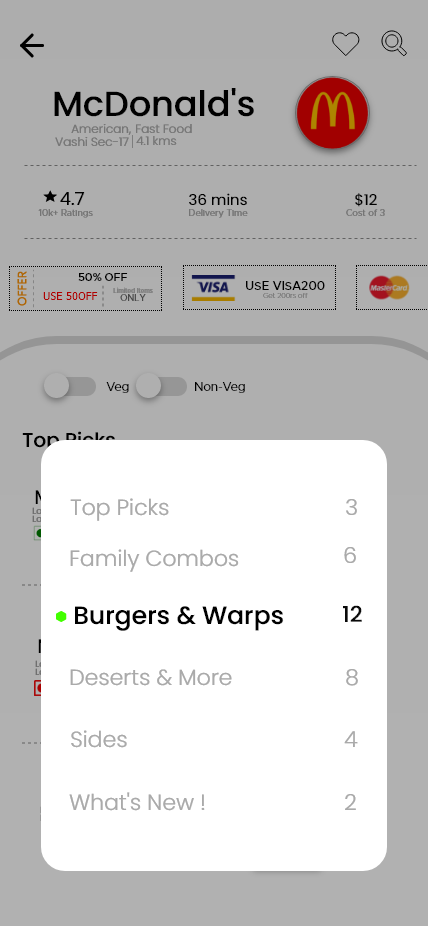 McDonald's
American, Fast Food
Vashi Sec-17 | 4.1 kms
4.7
10k+ Ratings
36 mins
Delivery Time
$12
Cost of 3
OFFER
50% OFF
USE 50OFF
Limited Items
ONLY
VISA
USE VISA200
Get 200rs off
MasterCard
Veg
Non-Veg
Top Picks
Top Picks 3
Family Combos 6
Burgers & Warps 12
Deserts & More 8
Sides 4
What's New ! 2